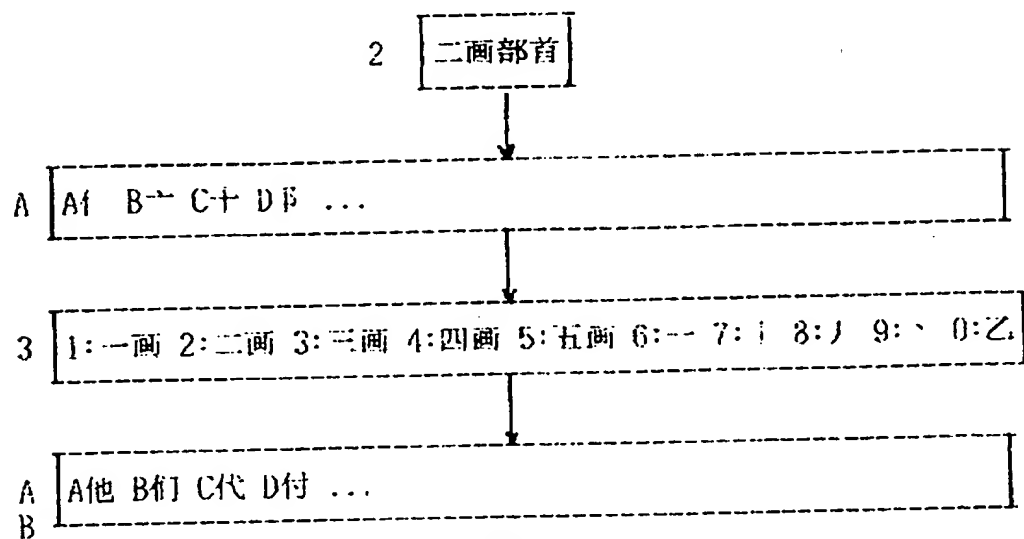 2 二画部首
A A亻 B亠 C十 D阝 ...
3 1:一画 2:二画 3:三画 4:四画 5:五画 6:一 7:丨 8:丿 9:丶 0:乙
A A他 B们 C代 D付 ...
B